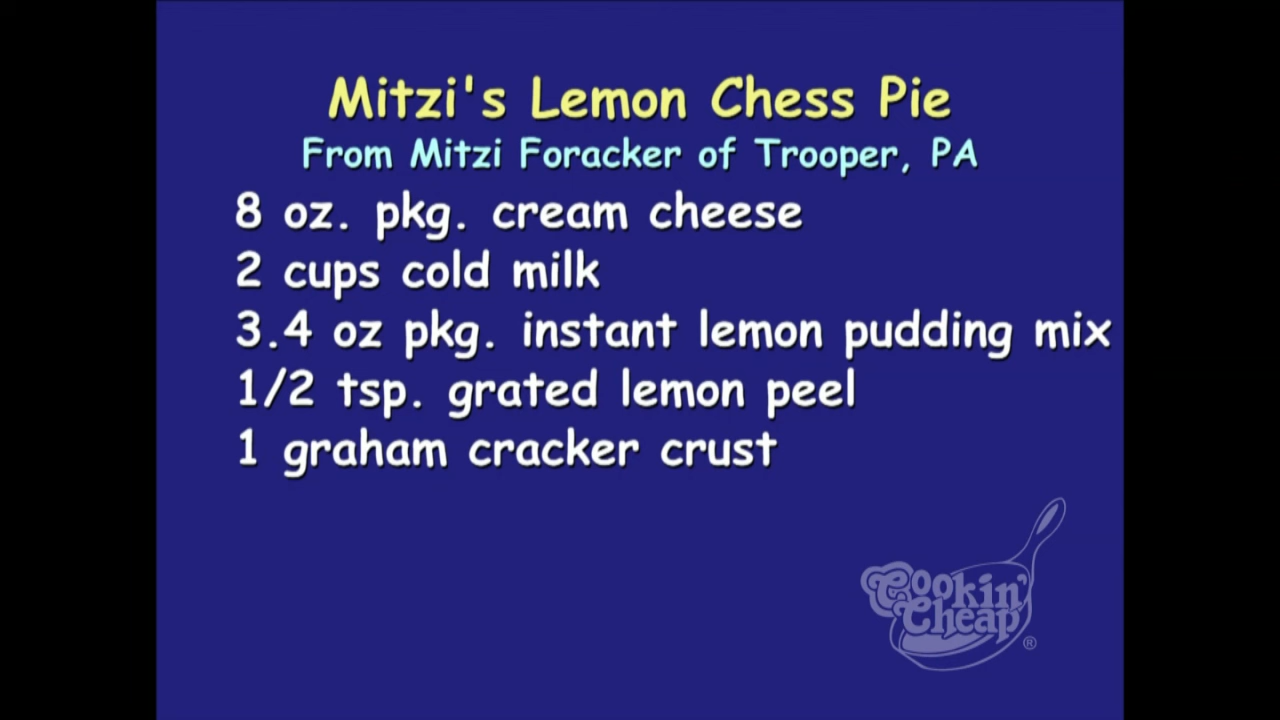 Mitzi's Lemon Chess Pie
From Mitzi Foracker of Trooper, PA
8 oz. pkg. cream cheese
2 cups cold milk
3.4 oz pkg. instant lemon pudding mix
1/2 tsp. grated lemon peel
1 graham cracker crust
Cookin'
Cheap
®